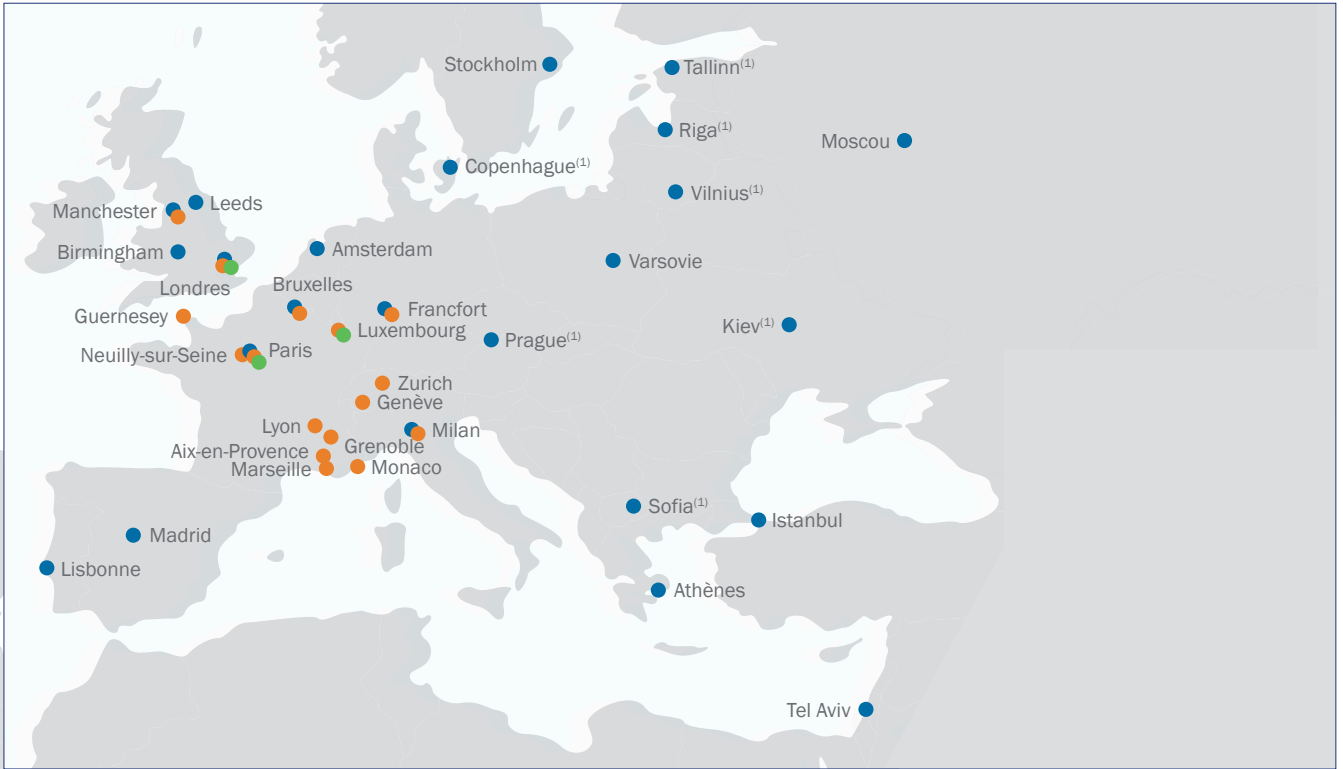 Stockholm
Tallinn(1)
Riga(1)
Moscou
Copenhague(1)
Vilnius(1)
Manchester
Leeds
Birmingham
Amsterdam
Varsovie
Londres
Bruxelles
Guernesey
Francfort
Kiev(1)
Luxembourg
Prague(1)
Neuilly-sur-Seine
Paris
Zurich
Genève
Lyon
Milan
Grenoble
Aix-en-Provence
Marseille
Monaco
Sofia(1)
Istanbul
Madrid
Lisbonne
Athènes
Tel Aviv